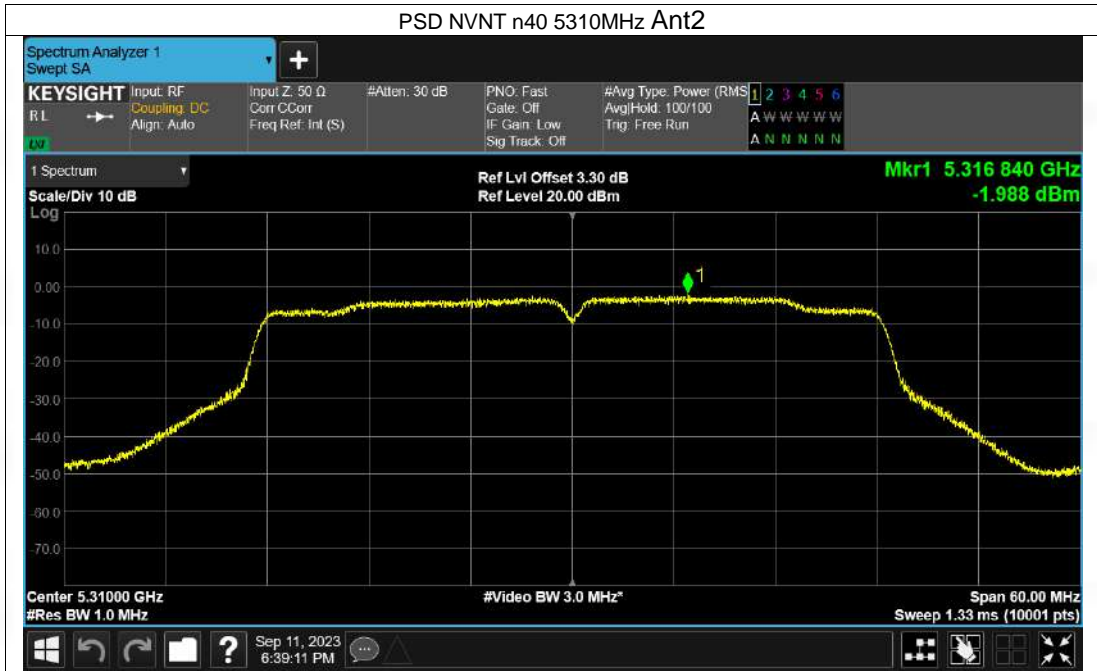 PSD NVNT n40 5310MHz Ant2
Spectrum Analyzer 1
Swept SA
+
KEYSIGHT Input: RF Input Z: 50 Ω #Atten: 30 dB PNO: Fast #Avg Type: Power (RMS 1 2 3 4 5 6
R L Coupling: DC Corr CCorr Gate: Off Avg|Hold: 100/100 A W W W W W
Align: Auto Freq Ref: Int (S) IF Gain: Low Trig: Free Run
LXI Sig Track: Off A N N N N N
1 Spectrum Ref Lvl Offset 3.30 dB Mkr1 5.316 840 GHz
Scale/Div 10 dB Ref Level 20.00 dBm -1.988 dBm
Log
10.0
1
0.00
-10.0
-20.0
-30.0
-40.0
-50.0
-60.0
-70.0
Center 5.31000 GHz #Video BW 3.0 MHz* Span 60.00 MHz
#Res BW 1.0 MHz Sweep 1.33 ms (10001 pts)
? Sep 11, 2023
6:39:11 PM